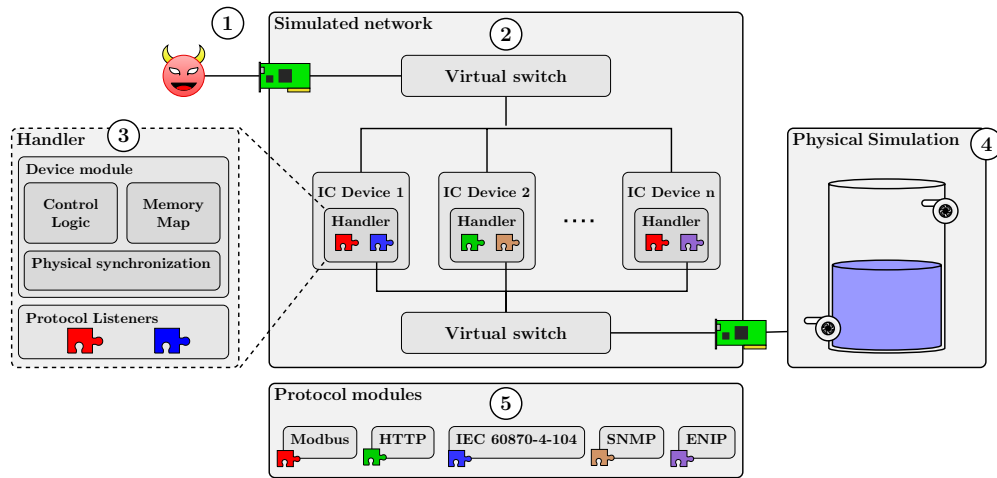 1
Simulated network
2
Virtual switch
Handler
3
Device module
Control
Logic
Memory
Map
Physical synchronization
Protocol Listeners
IC Device 1
Handler
IC Device 2
Handler
....
IC Device n
Handler
Virtual switch
Physical Simulation
4
Protocol modules
5
Modbus
HTTP
IEC 60870-4-104
SNMP
ENIP